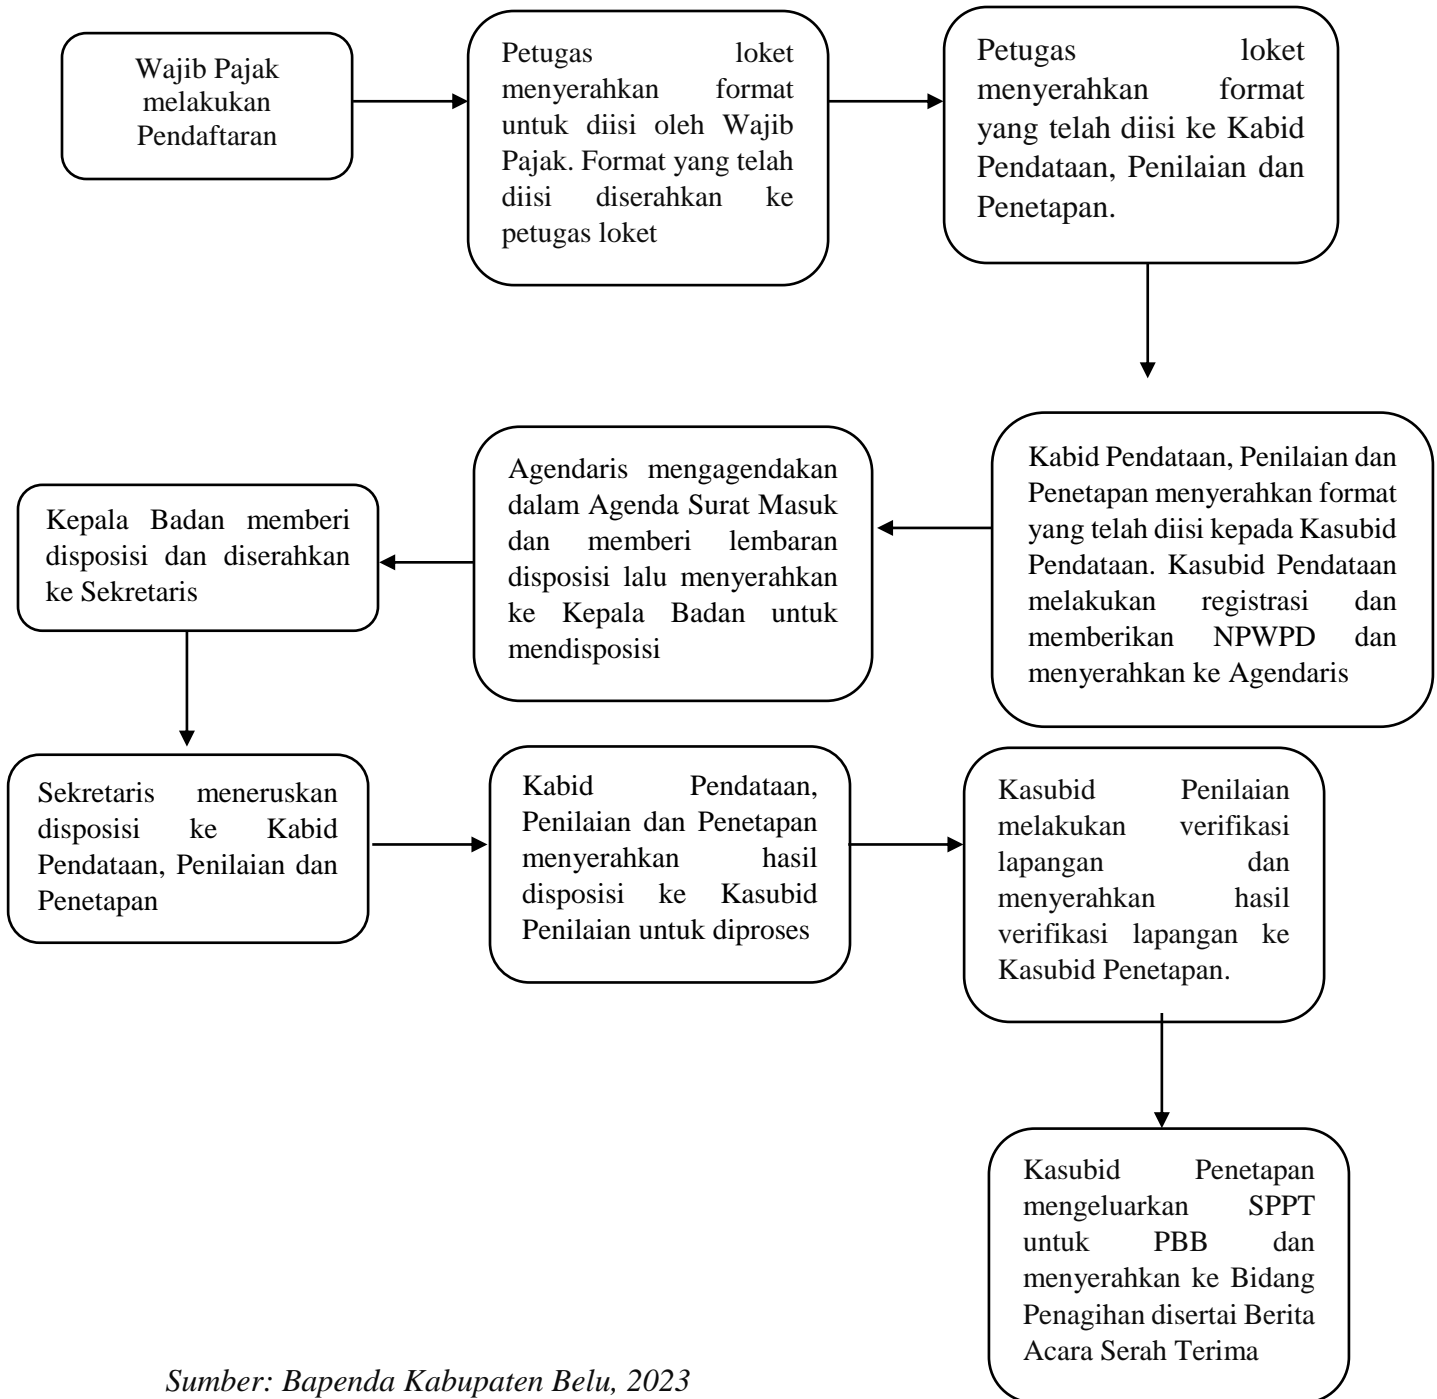 Wajib Pajak
melakukan
Pendaftaran
Petugas loket
menyerahkan format
untuk diisi oleh Wajib
Pajak. Format yang telah
diisi diserahkan ke
petugas loket
Petugas loket
menyerahkan format
yang telah diisi ke Kabid
Pendataan, Penilaian dan
Penetapan.
Kabid Pendataan, Penilaian dan
Penetapan menyerahkan format
yang telah diisi kepada Kasubid
Pendataan. Kasubid Pendataan
melakukan registrasi dan
memberikan NPWPD dan
menyerahkan ke Agendaris
Agendaris mengagendakan
dalam Agenda Surat Masuk
dan memberi lembaran
disposisi lalu menyerahkan
ke Kepala Badan untuk
mendisposisi
Kepala Badan memberi
disposisi dan diserahkan
ke Sekretaris
Sekretaris meneruskan
disposisi ke Kabid
Pendataan, Penilaian dan
Penetapan
Kabid Pendataan,
Penilaian dan Penetapan
menyerahkan hasil
disposisi ke Kasubid
Penilaian untuk diproses
Kasubid Penilaian
melakukan verifikasi
lapangan dan
menyerahkan hasil
verifikasi lapangan ke
Kasubid Penetapan.
Kasubid Penetapan
mengeluarkan SPPT
untuk PBB dan
menyerahkan ke Bidang
Penagihan disertai Berita
Acara Serah Terima
Sumber: Bapenda Kabupaten Belu, 2023